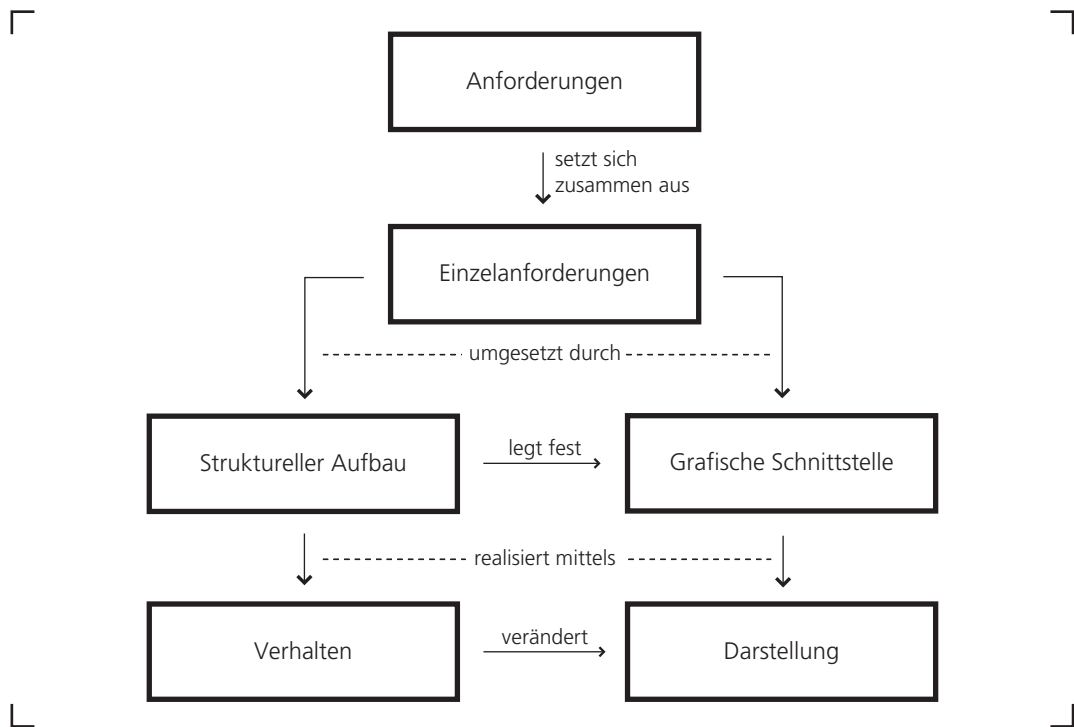 Anforderungen
setzt sich
zusammen aus
Einzelanforderungen
umgesetzt durch
Struktureller Aufbau
legt fest
Grafische Schnittstelle
realisiert mittels
Verhalten
verändert
Darstellung